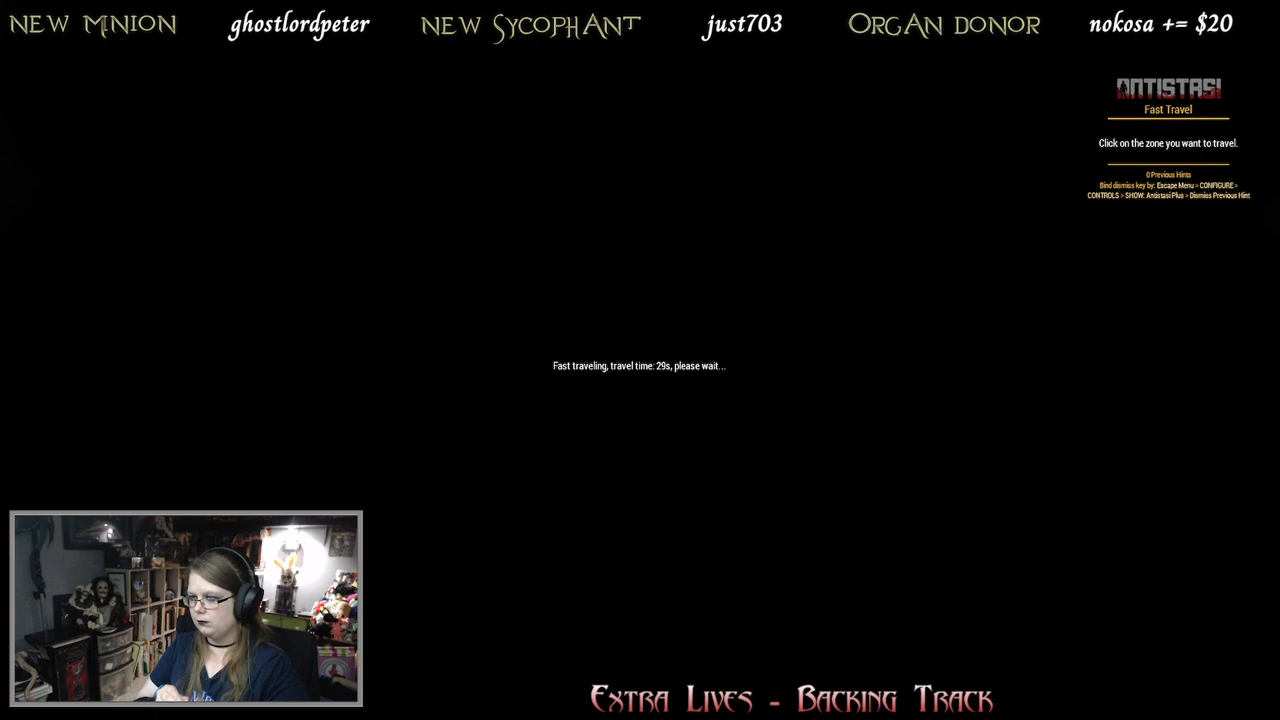 NEW MINION ghostlordpeter NEW SYCOPHANT just703 ORGAN DONOR nokosa += $20
ANTISTASI
Fast Travel
Click on the zone you want to travel.
0 Previous Hints
Bind dismiss key by: Escape Menu > CONFIGURE >
CONTROLS > SHOW: Antistasi Plus > Dismiss Previous Hint
Fast traveling, travel time: 29s, please wait...
EXTRA LIVES - BACKING TRACK